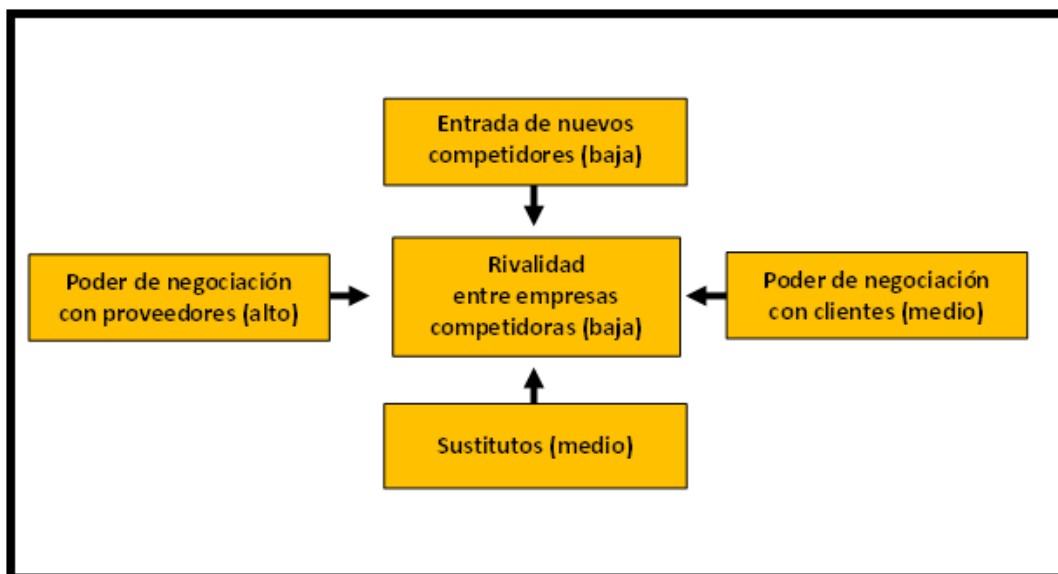 Entrada de nuevos
competidores (baja)
Poder de negociación
con proveedores (alto)
Rivalidad
entre empresas
competidoras (baja)
Poder de negociación
con clientes (medio)
Sustitutos (medio)